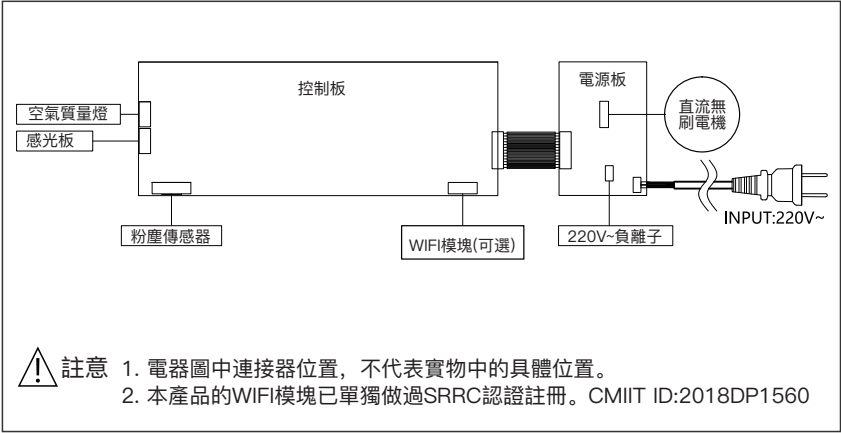 控制板
電源板
空氣質量燈
感光板
直流無
刷電機
粉塵傳感器
WIFI模塊(可選)
220V~負離子
INPUT:220V~
註意 1. 電器圖中連接器位置，不代表實物中的具體位置。
2. 本產品的WIFI模塊已單獨做過SRRC認證註冊。CMIIT ID:2018DP1560